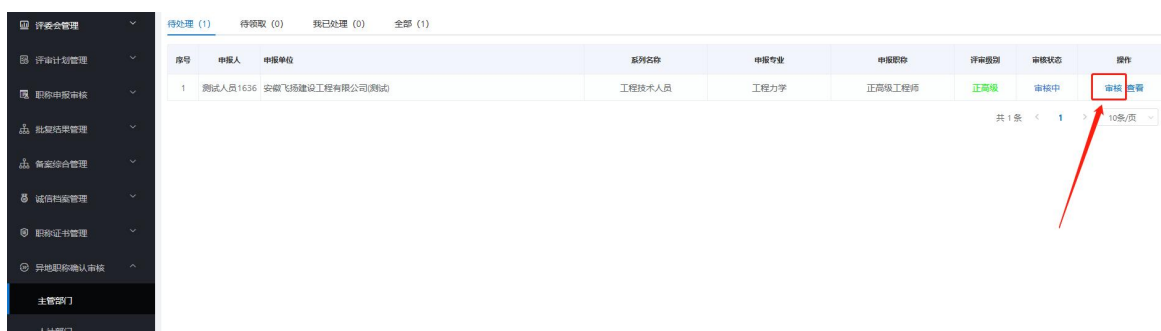 评委会管理
评审计划管理
职称申报审核
批复结果管理
备案综合管理
诚信档案管理
职称证书管理
异地职称确认审核
主管部门
待处理 (1) 待领取 (0) 我已处理 (0) 全部 (1)
序号 申报人 申报单位 系列名称 申报专业 申报职称 评审级别 审核状态 操作
1 测试人员1636 安徽飞扬建设工程有限公司(测试) 工程技术人员 工程力学 正高级工程师 正高级 审核中 审核 查看
共 1 条 < 1 > 10条/页